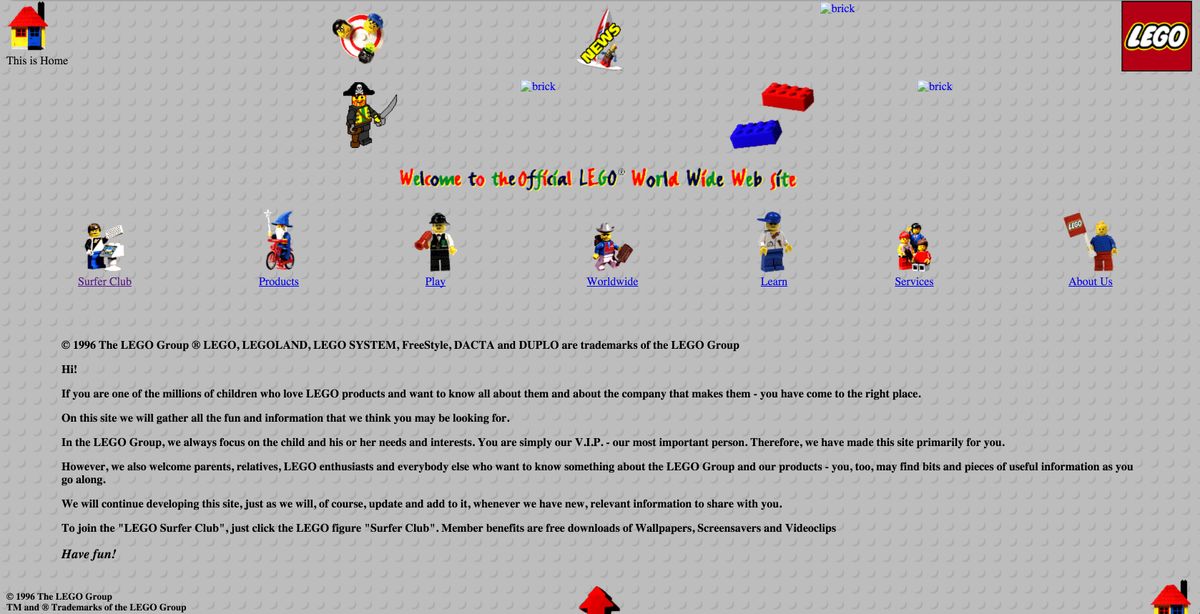 brick
NEWS
LEGO
This is Home
brick
brick
Welcome to the Official LEGO® World Wide Web Site
LEGO
Surfer Club
Products
Play
Worldwide
Learn
Services
About Us
© 1996 The LEGO Group ® LEGO, LEGOLAND, LEGO SYSTEM, FreeStyle, DACTA and DUPLO are trademarks of the LEGO Group
Hi!
If you are one of the millions of children who love LEGO products and want to know all about them and about the company that makes them - you have come to the right place.
On this site we will gather all the fun and information that we think you may be looking for.
In the LEGO Group, we always focus on the child and his or her needs and interests. You are simply our V.I.P. - our most important person. Therefore, we have made this site primarily for you.
However, we also welcome parents, relatives, LEGO enthusiasts and everybody else who want to know something about the LEGO Group and our products - you, too, may find bits and pieces of useful information as you
go along.
We will continue developing this site, just as we will, of course, update and add to it, whenever we have new, relevant information to share with you.
To join the "LEGO Surfer Club", just click the LEGO figure "Surfer Club". Member benefits are free downloads of Wallpapers, Screensavers and Videoclips
Have fun!
© 1996 The LEGO Group
TM and ® Trademarks of the LEGO Group